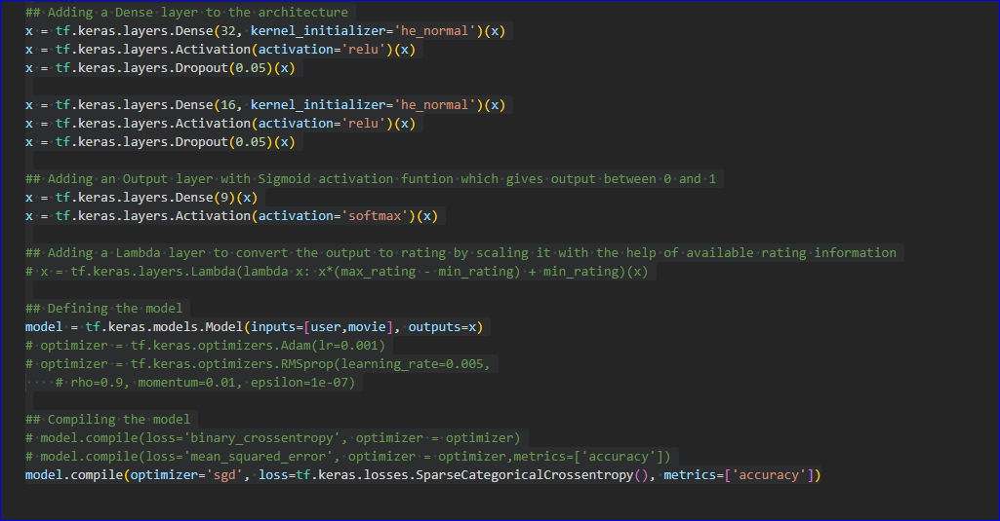 ## Adding a Dense layer to the architecture
x = tf.keras.layers.Dense(32, kernel_initializer='he_normal')(x)
x = tf.keras.layers.Activation(activation='relu')(x)
x = tf.keras.layers.Dropout(0.05)(x)
x = tf.keras.layers.Dense(16, kernel_initializer='he_normal')(x)
x = tf.keras.layers.Activation(activation='relu')(x)
x = tf.keras.layers.Dropout(0.05)(x)
## Adding an Output layer with Sigmoid activation funtion which gives output between 0 and 1
x = tf.keras.layers.Dense(9)(x)
x = tf.keras.layers.Activation(activation='softmax')(x)
## Adding a Lambda layer to convert the output to rating by scaling it with the help of available rating information
# x = tf.keras.layers.Lambda(lambda x: x*(max_rating - min_rating) + min_rating)(x)
## Defining the model
model = tf.keras.models.Model(inputs=[user,movie], outputs=x)
# optimizer = tf.keras.optimizers.Adam(lr=0.001)
# optimizer = tf.keras.optimizers.RMSprop(learning_rate=0.005,
    # rho=0.9, momentum=0.01, epsilon=1e-07)
## Compiling the model
# model.compile(loss='binary_crossentropy', optimizer = optimizer)
# model.compile(loss='mean_squared_error', optimizer = optimizer,metrics=['accuracy'])
model.compile(optimizer='sgd', loss=tf.keras.losses.SparseCategoricalCrossentropy(), metrics=['accuracy'])